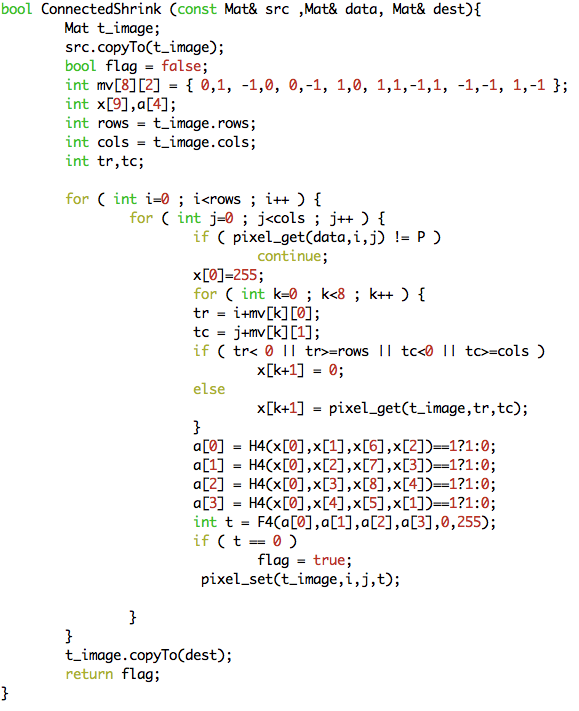 bool ConnectedShrink (const Mat& src ,Mat& data, Mat& dest){
        Mat t_image;
        src.copyTo(t_image);
        bool flag = false;
        int mv[8][2] = { 0,1, -1,0, 0,-1, 1,0, 1,1,-1,1, -1,-1, 1,-1 };
        int x[9],a[4];
        int rows = t_image.rows;
        int cols = t_image.cols;
        int tr,tc;

        for ( int i=0 ; i<rows ; i++ ) {
                for ( int j=0 ; j<cols ; j++ ) {
                        if ( pixel_get(data,i,j) != P )
                                continue;
                        x[0]=255;
                        for ( int k=0 ; k<8 ; k++ ) {
                        tr = i+mv[k][0];
                        tc = j+mv[k][1];
                        if ( tr< 0 || tr>=rows || tc<0 || tc>=cols )
                                x[k+1] = 0;
                        else
                                x[k+1] = pixel_get(t_image,tr,tc);
                        }
                        a[0] = H4(x[0],x[1],x[6],x[2])==1?1:0;
                        a[1] = H4(x[0],x[2],x[7],x[3])==1?1:0;
                        a[2] = H4(x[0],x[3],x[8],x[4])==1?1:0;
                        a[3] = H4(x[0],x[4],x[5],x[1])==1?1:0;
                        int t = F4(a[0],a[1],a[2],a[3],0,255);
                        if ( t == 0 )
                                flag = true;
                         pixel_set(t_image,i,j,t);

                }
        }
        t_image.copyTo(dest);
        return flag;
}